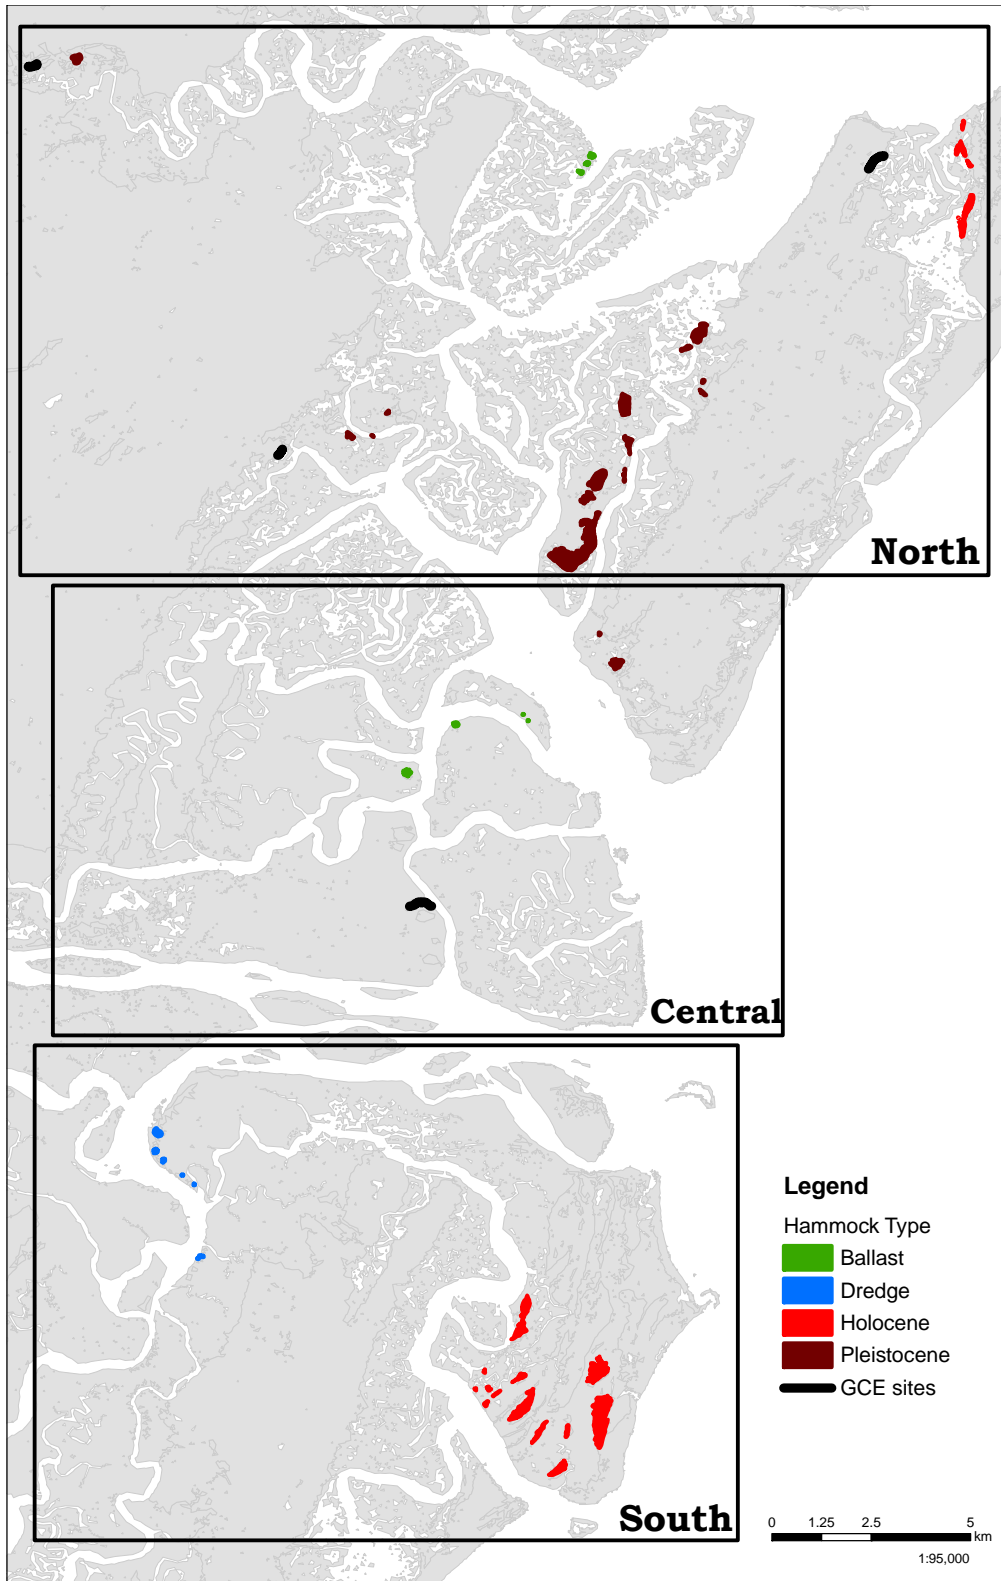 North
Central
South
Legend
Hammock Type
Ballast
Dredge
Holocene
Pleistocene
GCE sites
0 1.25 2.5 5
km
1:95,000